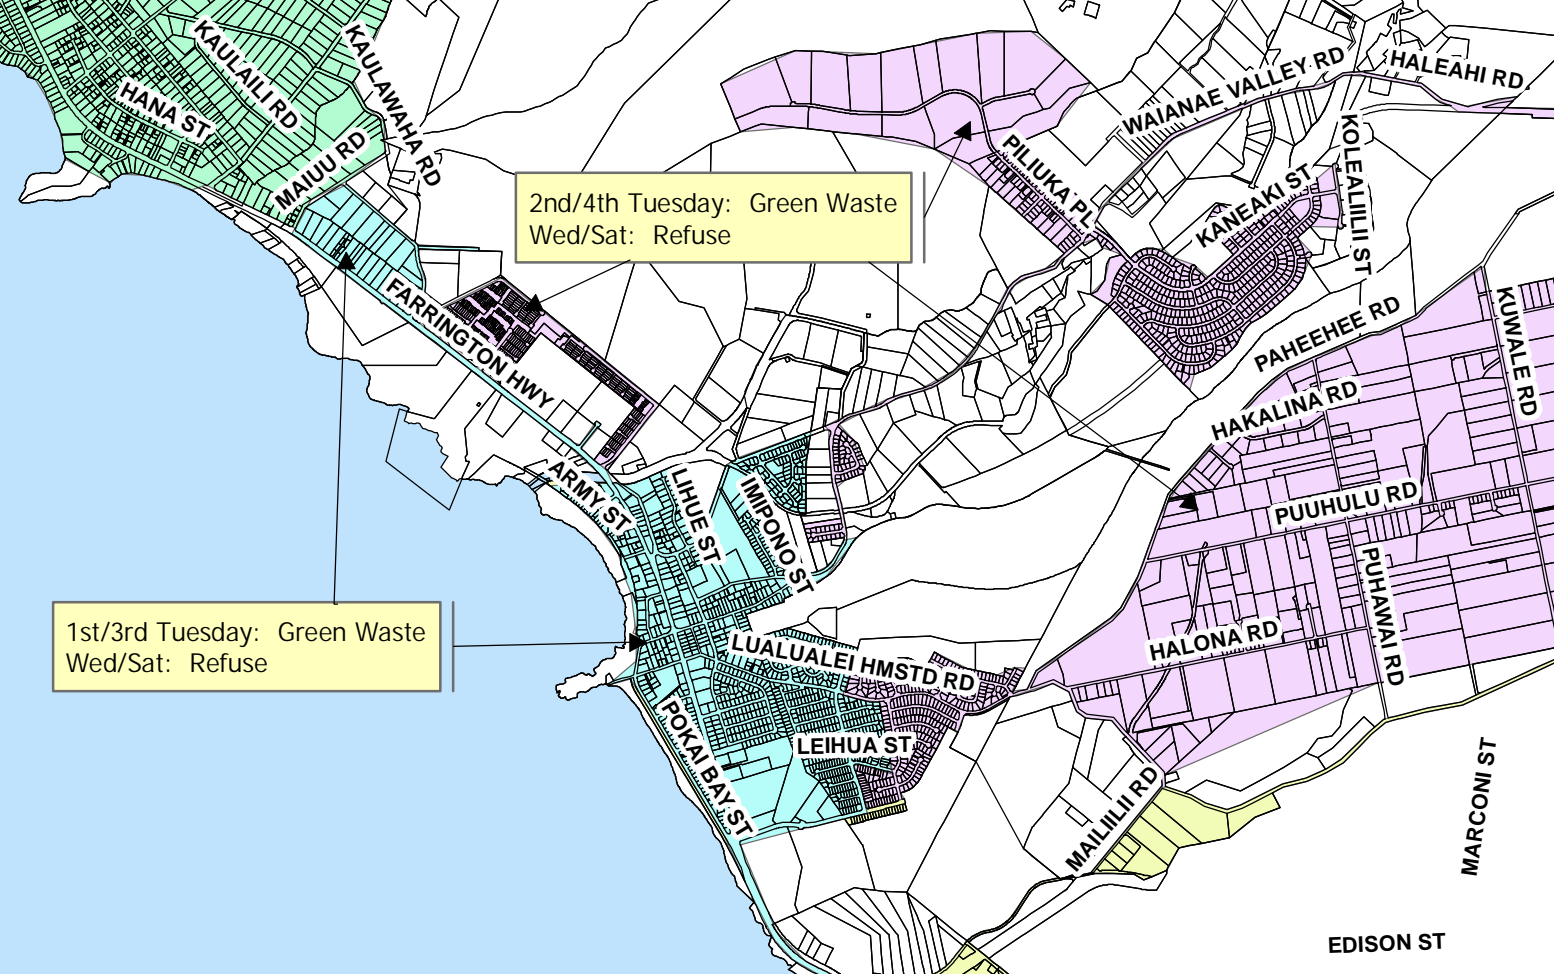 KAULAILI RD
KAULAWAHA RD
HANA ST
MAIUU RD
WAIANAE VALLEY RD
HALEAHI RD
KOLEALIILII ST
PILIUKA PL
KANEAKI ST
2nd/4th Tuesday: Green Waste
Wed/Sat: Refuse
FARRINGTON HWY
PAHEEHEE RD
KUWALE RD
HAKALINA RD
ARMY ST
LIHUE ST
IMIPONO ST
PUUHULU RD
PUHAWAI RD
1st/3rd Tuesday: Green Waste
Wed/Sat: Refuse
LUALUALEI HMSTD RD
HALONA RD
POKAI BAY ST
LEIHUA ST
MAILIILII RD
MARCONI ST
EDISON ST